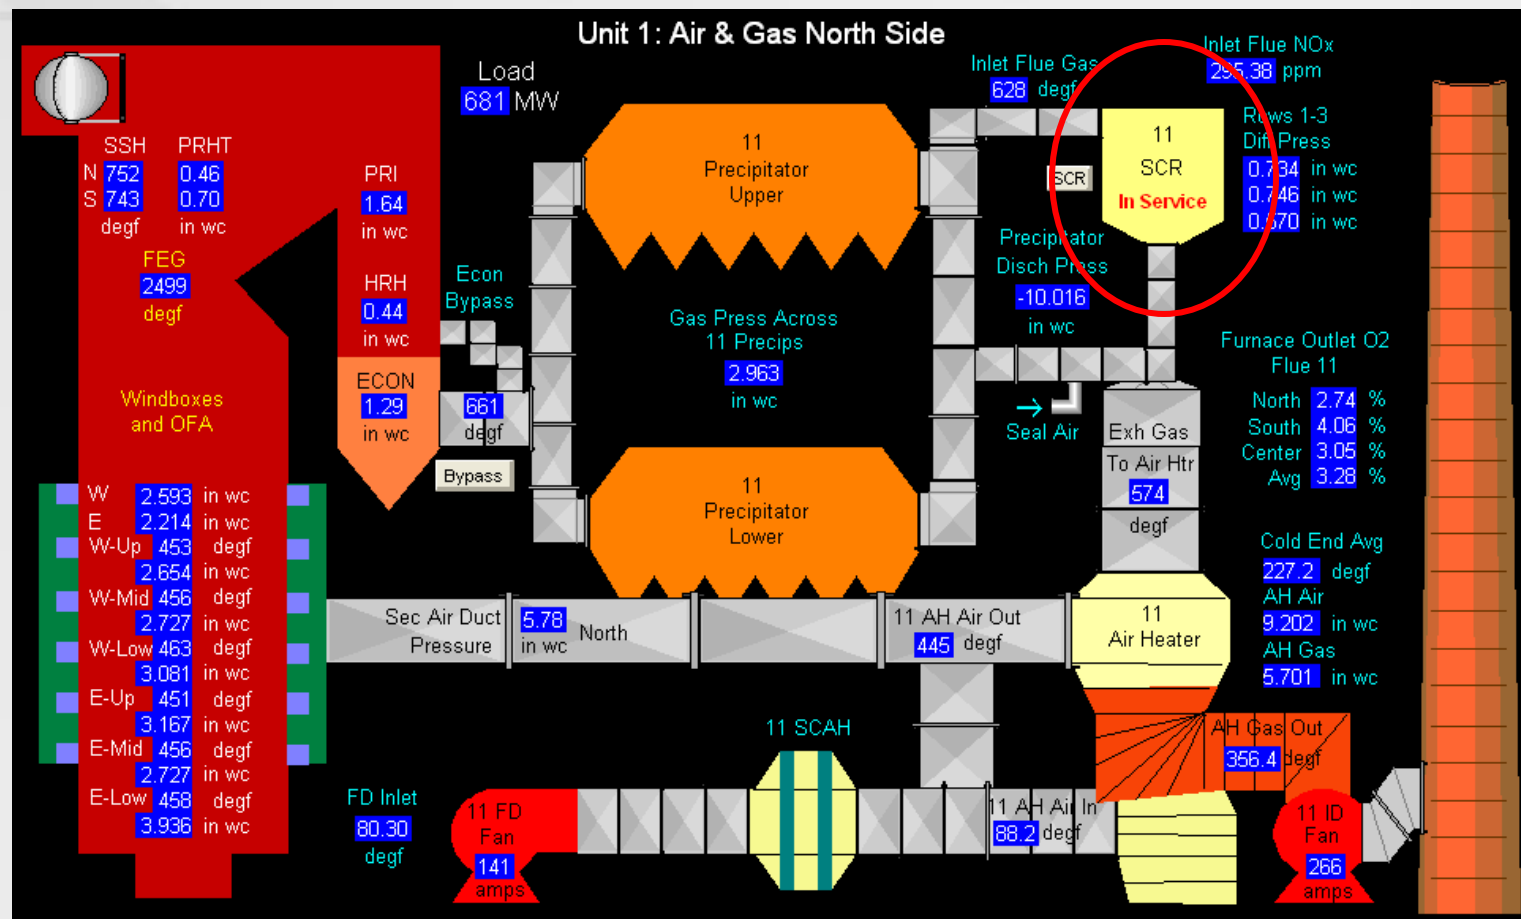 Unit 1: Air & Gas North Side
Load
681 MW
Inlet Flue Gas
628 degf
Inlet Flue NOx
295.38 ppm
SSH PRHT
N 752 0.46
S 743 0.70
degf in wc
FEG
2499
degf
PRI
1.64
in wc
HRH
0.44
in wc
ECON
1.29
in wc
Econ
Bypass
661
degf
Bypass
Windboxes
and OFA
11
Precipitator
Upper
Gas Press Across
11 Precips
2.963
in wc
11
Precipitator
Lower
11
SCR
In Service
SCR
Rows 1-3
Diff Press
0.734 in wc
0.746 in wc
0.670 in wc
Precipitator
Disch Press
-10.016
in wc
Seal Air
Exh Gas
To Air Htr
574
degf
Furnace Outlet O2
Flue 11
North 2.74 %
South 4.06 %
Center 3.05 %
Avg 3.28 %
Cold End Avg
227.2 degf
AH Air
9.202 in wc
AH Gas
5.701 in wc
W 2.593 in wc
E 2.214 in wc
W-Up 453 degf
2.654 in wc
W-Mid 456 degf
2.727 in wc
W-Low 463 degf
3.081 in wc
E-Up 451 degf
3.167 in wc
E-Mid 456 degf
2.727 in wc
E-Low 458 degf
3.936 in wc
Sec Air Duct
Pressure
5.78
in wc
North
11 AH Air Out
445 degf
11
Air Heater
11 SCAH
AH Gas Out
356.4 degf
FD Inlet
80.30
degf
11 FD
Fan
141
amps
11 AH Air In
88.2 degf
11 ID
Fan
266
amps